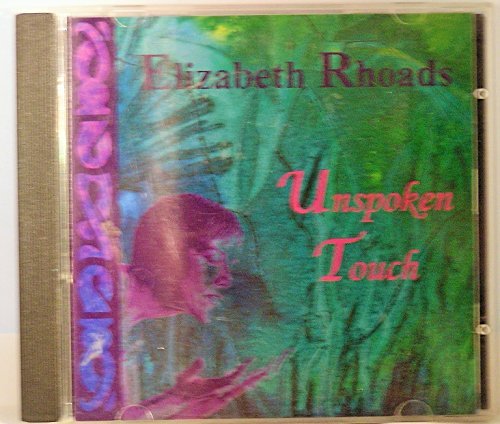 Elizabeth Rhoads
Unspoken
Touch